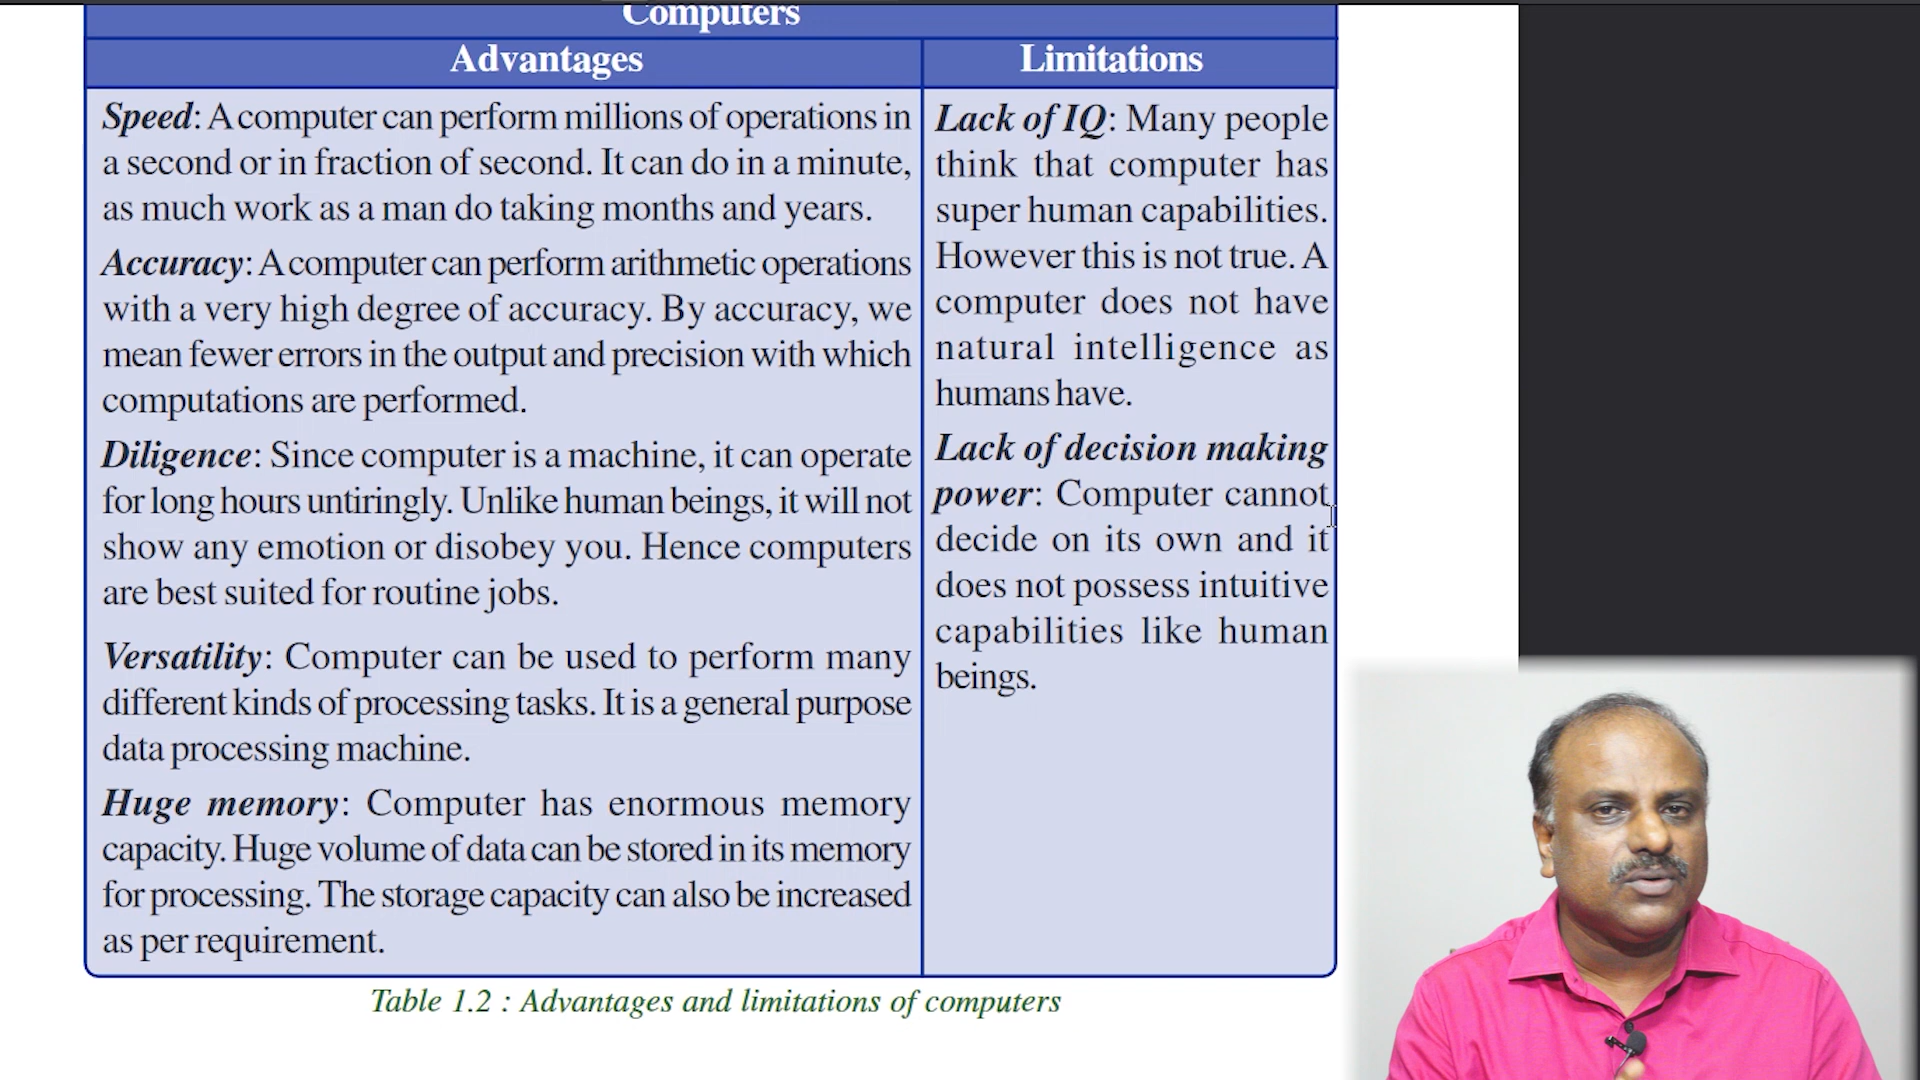 Computers
Advantages
Limitations
Speed: A computer can perform millions of operations in
a second or in fraction of second. It can do in a minute,
as much work as a man do taking months and years.
Accuracy: A computer can perform arithmetic operations
with a very high degree of accuracy. By accuracy, we
mean fewer errors in the output and precision with which
computations are performed.
Diligence: Since computer is a machine, it can operate
for long hours untiringly. Unlike human beings, it will not
show any emotion or disobey you. Hence computers
are best suited for routine jobs.
Versatility: Computer can be used to perform many
different kinds of processing tasks. It is a general purpose
data processing machine.
Huge memory: Computer has enormous memory
capacity. Huge volume of data can be stored in its memory
for processing. The storage capacity can also be increased
as per requirement.
Lack of IQ: Many people
think that computer has
super human capabilities.
However this is not true. A
computer does not have
natural intelligence as
humans have.
Lack of decision making
power: Computer cannot
decide on its own and it
does not possess intuitive
capabilities like human
beings.
Table 1.2 : Advantages and limitations of computers